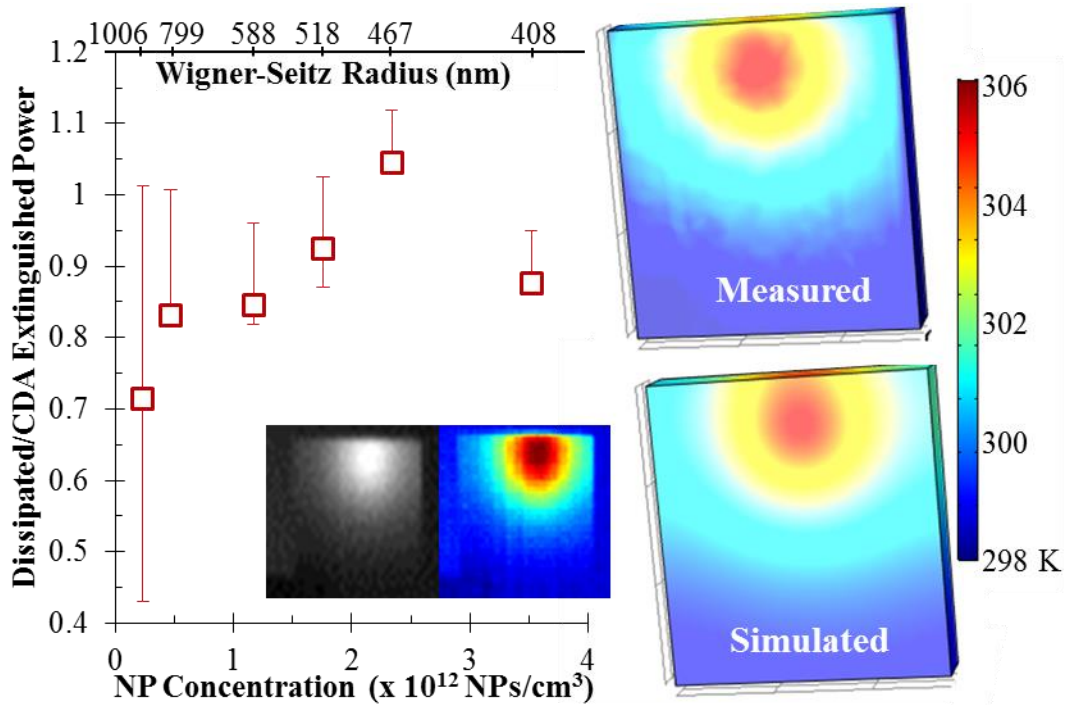 1006 799 588 518 467 408
Wigner-Seitz Radius (nm)
Dissipated/CDA Extinguished Power
1.2
1.1
1
0.9
0.8
0.7
0.6
0.5
0.4
0 1 2 3 4
NP Concentration (x 10¹² NPs/cm³)
Measured
Simulated
306
304
302
300
298 K